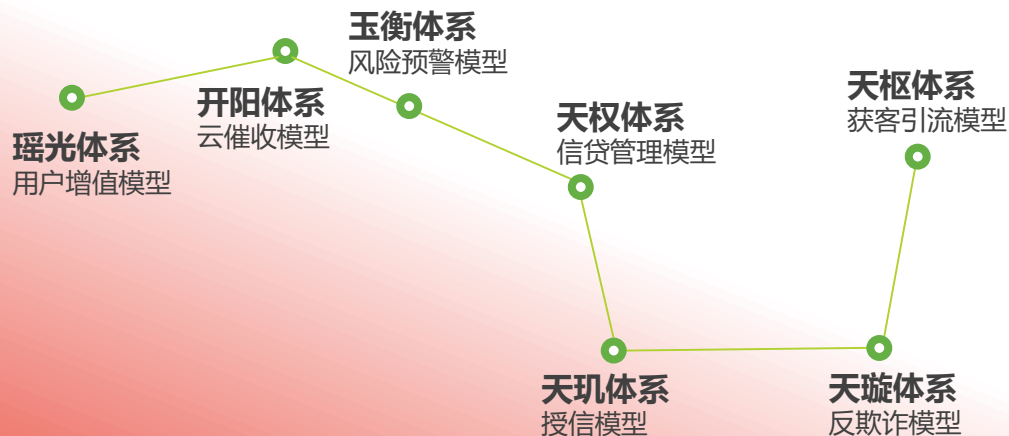 玉衡体系
风险预警模型
开阳体系
云催收模型
瑶光体系
用户增值模型
天权体系
信贷管理模型
天枢体系
获客引流模型
天玑体系
授信模型
天璇体系
反欺诈模型